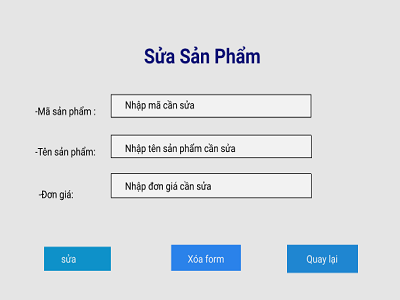 Sửa Sản Phẩm
-Mã sản phẩm : Nhập mã cần sửa
-Tên sản phẩm: Nhập tên sản phẩm cần sửa
-Đơn giá: Nhập đơn giá cần sửa
sửa Xóa form Quay lại